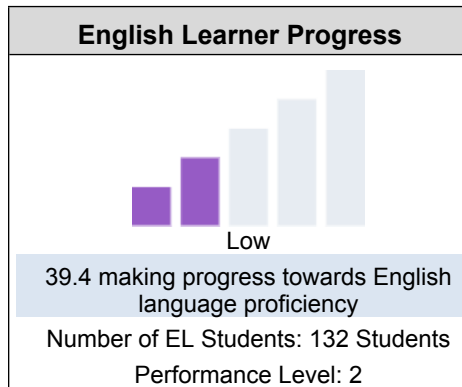 English Learner Progress
Low
39.4 making progress towards English
language proficiency
Number of EL Students: 132 Students
Performance Level: 2